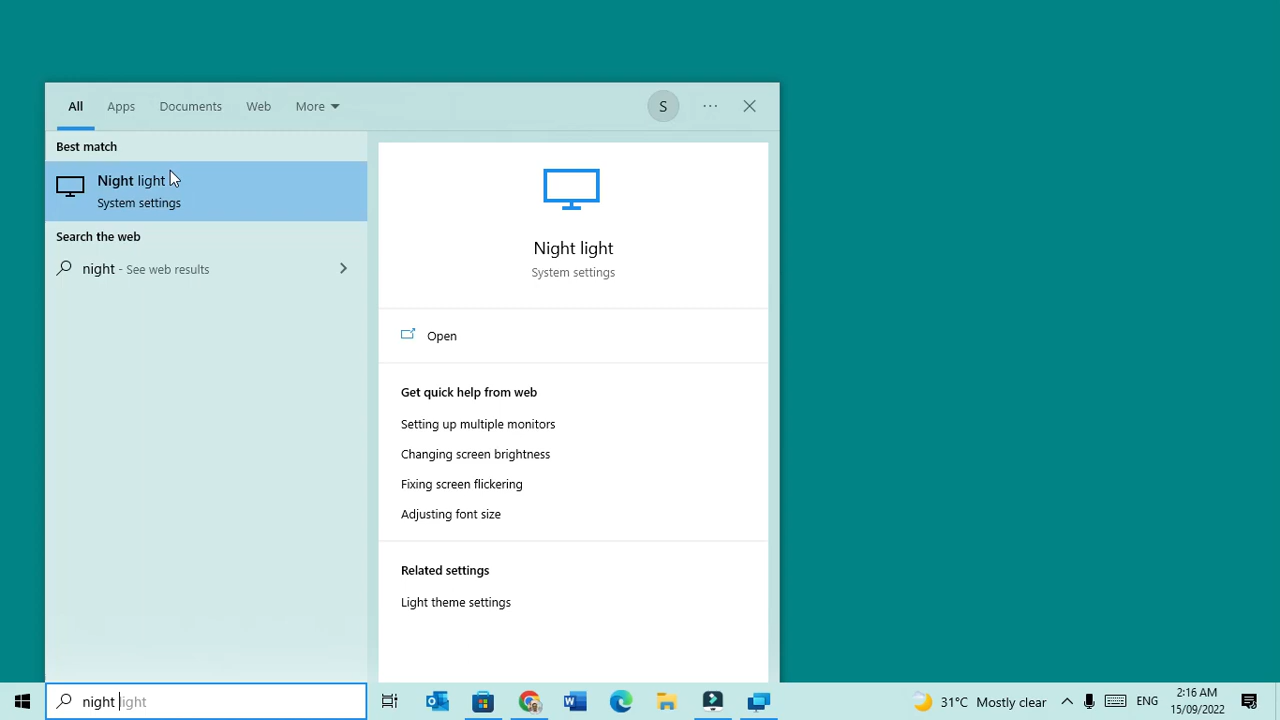 All Apps Documents Web More S ...
Best match
Night light
System settings
Search the web
night - See web results
Night light
System settings
Open
Get quick help from web
Setting up multiple monitors
Changing screen brightness
Fixing screen flickering
Adjusting font size
Related settings
Light theme settings
night light
31°C Mostly clear
ENG
2:16 AM
15/09/2022